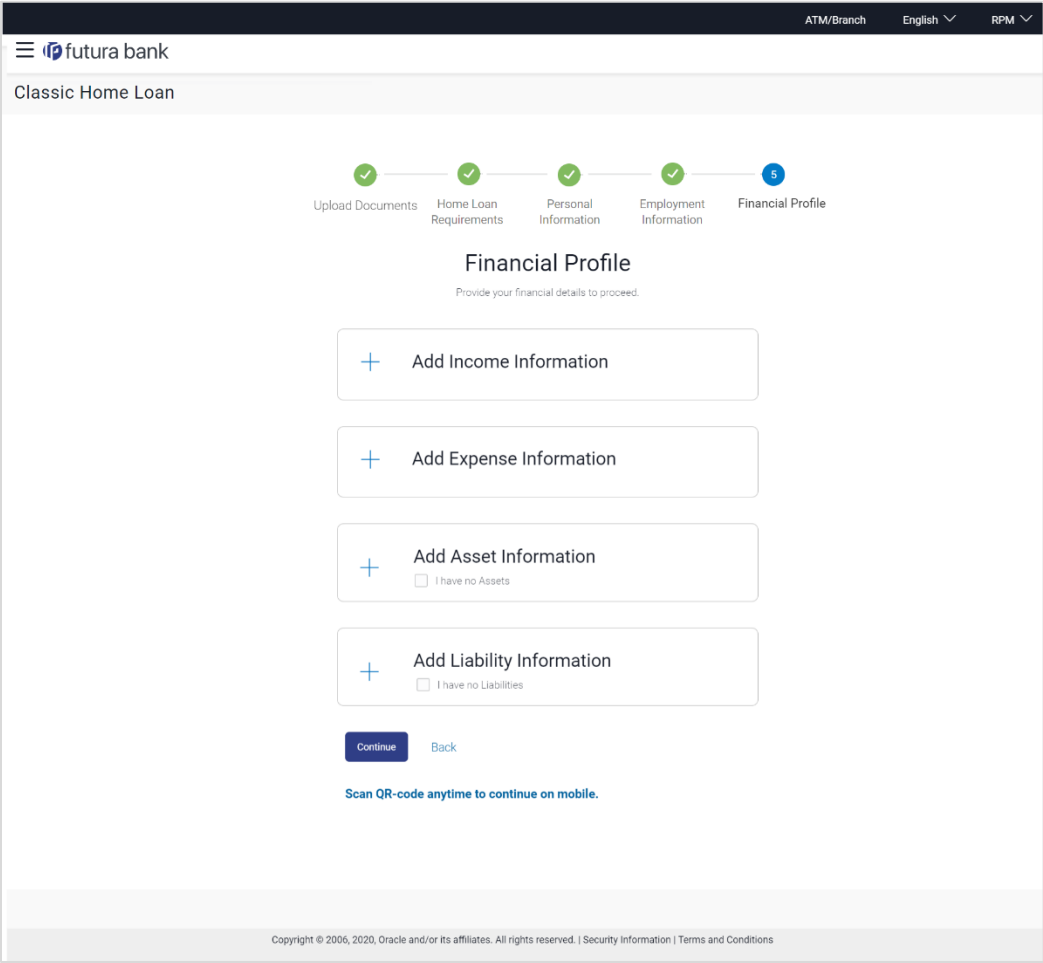 ATM/Branch English RPM
futura bank
Classic Home Loan
5
Upload Documents Home Loan Personal Employment Financial Profile
Requirements Information Information
Financial Profile
Provide your financial details to proceed.
Add Income Information
Add Expense Information
Add Asset Information
I have no Assets
Add Liability Information
I have no Liabilities
Continue Back
Scan QR-code anytime to continue on mobile.
Copyright © 2006, 2020, Oracle and/or its affiliates. All rights reserved. | Security Information | Terms and Conditions